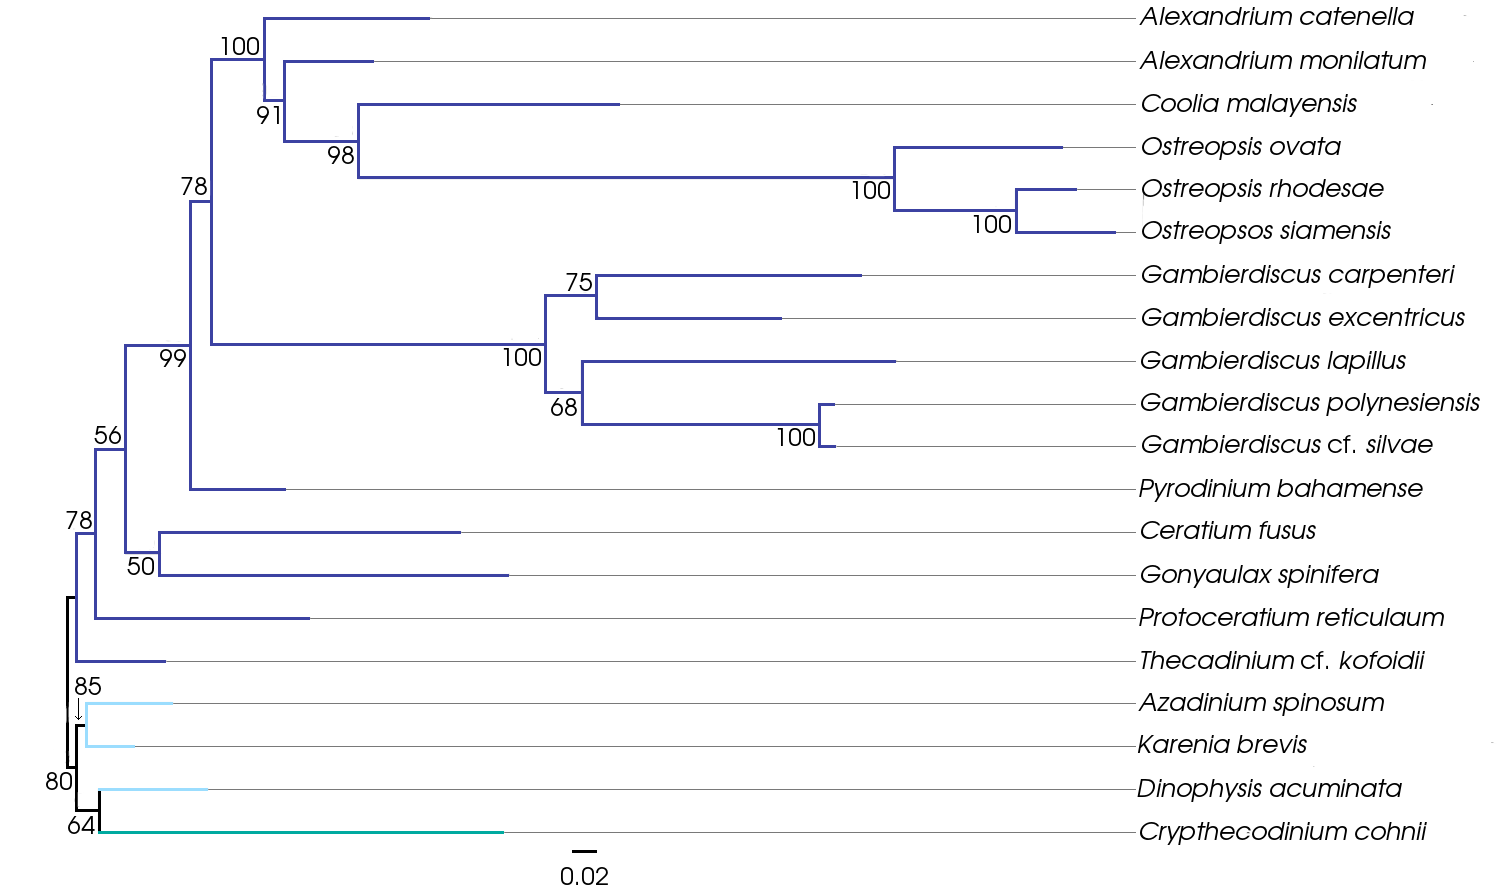 Alexandrium catenella
100
Alexandrium monilatum
91
Coolia malayensis
98
Ostreopsis ovata
78
100
Ostreopsis rhodesae
100
Ostreopsos siamensis
75
Gambierdiscus carpenteri
Gambierdiscus excentricus
99
100
Gambierdiscus lapillus
68
Gambierdiscus polynesiensis
56
100
Gambierdiscus cf. silvae
Pyrodinium bahamense
78
Ceratium fusus
50
Gonyaulax spinifera
Protoceratium reticulaum
Thecadinium cf. kofoidii
85
Azadinium spinosum
Karenia brevis
80
Dinophysis acuminata
64
Crypthecodinium cohnii
0.02